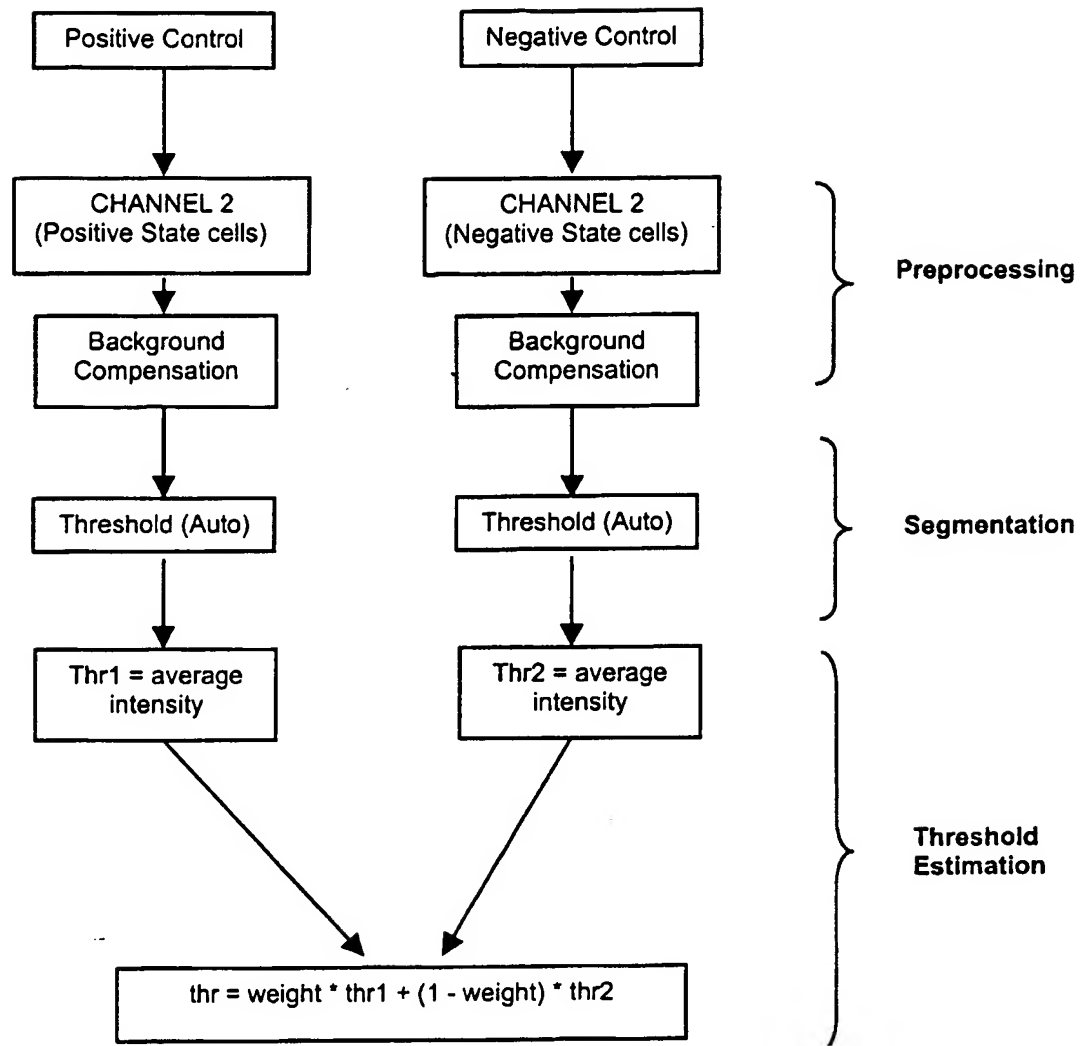 Positive Control
Negative Control
CHANNEL 2
(Positive State cells)
CHANNEL 2
(Negative State cells)
Preprocessing
Background
Compensation
Background
Compensation
Threshold (Auto)
Threshold (Auto)
Segmentation
Thr1 = average
intensity
Thr2 = average
intensity
Threshold
Estimation
thr = weight * thr1 + (1 - weight) * thr2